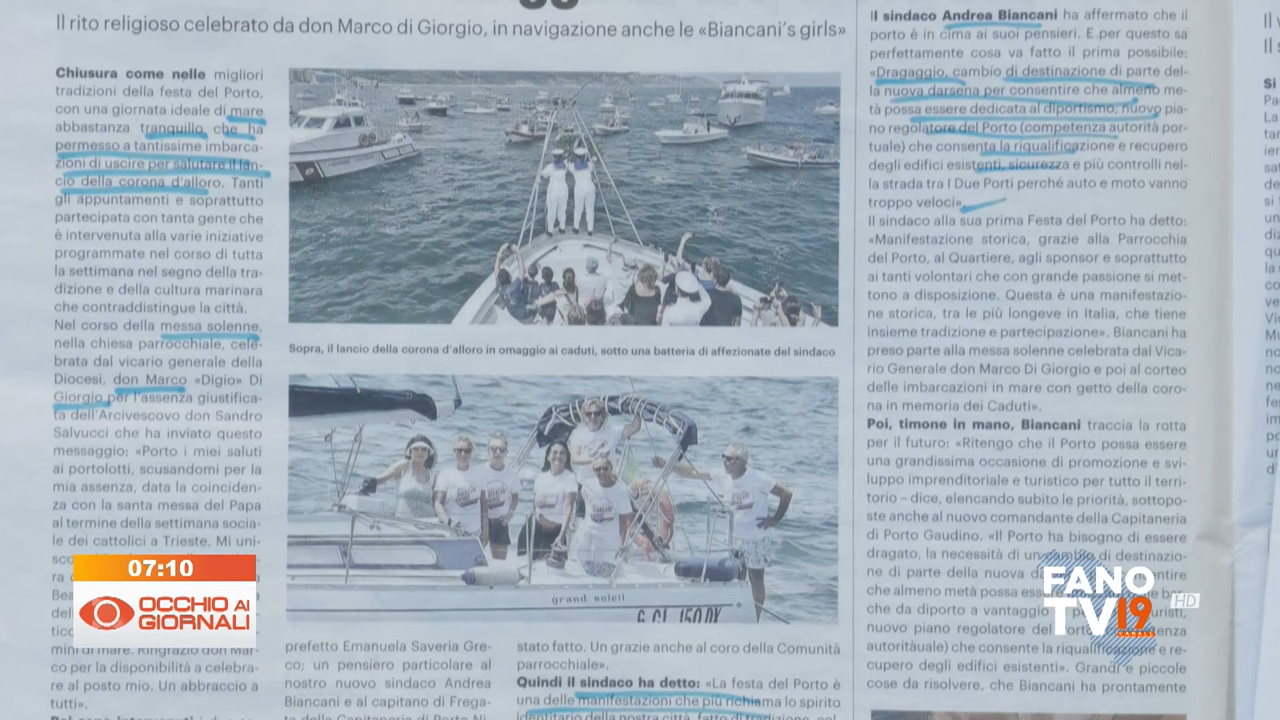 Il rito religioso celebrato da don Marco di Giorgio, in navigazione anche le «Biancani's girls»
Chiusura come nelle migliori
tradizioni della festa del Porto,
con una giornata ideale di mare
abbastanza tranquillo che ha
permesso a tantissime imbarca-
zioni di uscire per salutare il lan-
cio della corona d'alloro. Tanti
gli appuntamenti e soprattutto
partecipata con tanta gente che
è intervenuta alla varie iniziative
programmate nel corso di tutta
la settimana nel segno della tra-
dizione e della cultura marinara
che contraddistingue la città.
Nel corso della messa solenne,
nella chiesa parrocchiale, cele-
brata dal vicario generale della
Diocesi, don Marco «Digio» Di
Giorgio per l'assenza giustifica-
ta dell'Arcivescovo don Sandro
Salvucci che ha inviato questo
messaggio: «Porto i miei saluti
ai portolotti, scusandomi per la
mia assenza, data la coinciden-
za con la santa messa del Papa
al termine della settimana socia-
le dei cattolici a Trieste. Mi uni-
mini di mare. Ringrazio don Mar-
co per la disponibilità a celebra-
re al posto mio. Un abbraccio a
tutti».
Sopra, il lancio della corona d'alloro in omaggio ai caduti, sotto una batteria di affezionate del sindaco
grand soleil
prefetto Emanuela Saveria Gre-
co; un pensiero particolare al
nostro nuovo sindaco Andrea
Biancani e al capitano di Frega-
ta della Capitaneria di Porto Ni-
stato fatto. Un grazie anche al coro della Comunità
parrocchiale».
Quindi il sindaco ha detto: «La festa del Porto è
una delle manifestazioni che più richiama lo spirito
identitario della nostra città, fatto di tradizione, col-
Il sindaco Andrea Biancani ha affermato che il
porto è in cima ai suoi pensieri. E per questo sa
perfettamente cosa va fatto il prima possibile:
«Dragaggio, cambio di destinazione di parte del-
la nuova darsena per consentire che almeno me-
tà possa essere dedicata al diportismo, nuovo pia-
no regolatore del Porto (competenza autorità por-
tuale) che consenta la riqualificazione e recupero
degli edifici esistenti, sicurezza e più controlli nel-
la strada tra I Due Porti perché auto e moto vanno
troppo veloci».
Il sindaco alla sua prima Festa del Porto ha detto:
«Manifestazione storica, grazie alla Parrocchia
del Porto, al Quartiere, agli sponsor e soprattutto
ai tanti volontari che con grande passione si met-
tono a disposizione. Questa è una manifestazio-
ne storica, tra le più longeve in Italia, che tiene
insieme tradizione e partecipazione». Biancani ha
preso parte alla messa solenne celebrata dal Vica-
rio Generale don Marco Di Giorgio e poi al corteo
delle imbarcazioni in mare con getto della coro-
na in memoria dei Caduti».
Poi, timone in mano, Biancani traccia la rotta
per il futuro: «Ritengo che il Porto possa essere
una grandissima occasione di promozione e svi-
luppo imprenditoriale e turistico per tutto il terri-
torio – dice, elencando subito le priorità, sottopo-
ste anche al nuovo comandante della Capitaneria
di Porto Gaudino. «Il Porto ha bisogno di essere
dragato, la necessità di un cambio di destinazio-
ne di parte della nuova
che almeno metà possa
che da diporto a vantaggio
nuovo piano regolatore del Porto
autoritàuale) che consente la riqualificazione e re-
cupero degli edifici esistenti». Grandi e piccole
cose da risolvere, che Biancani ha prontamente
07:10
OCCHIO AI
GIORNALI
FANO
TV 19
CANALE
HD